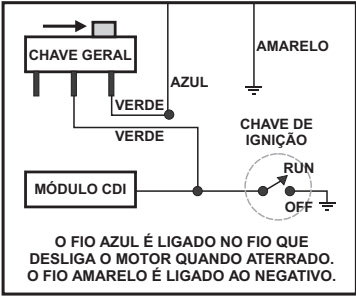 CHAVE GERAL
AMARELO
AZUL
VERDE
VERDE
CHAVE DE
IGNIÇÃO
RUN
MÓDULO CDI
OFF
O FIO AZUL É LIGADO NO FIO QUE
DESLIGA O MOTOR QUANDO ATERRADO.
O FIO AMARELO É LIGADO AO NEGATIVO.